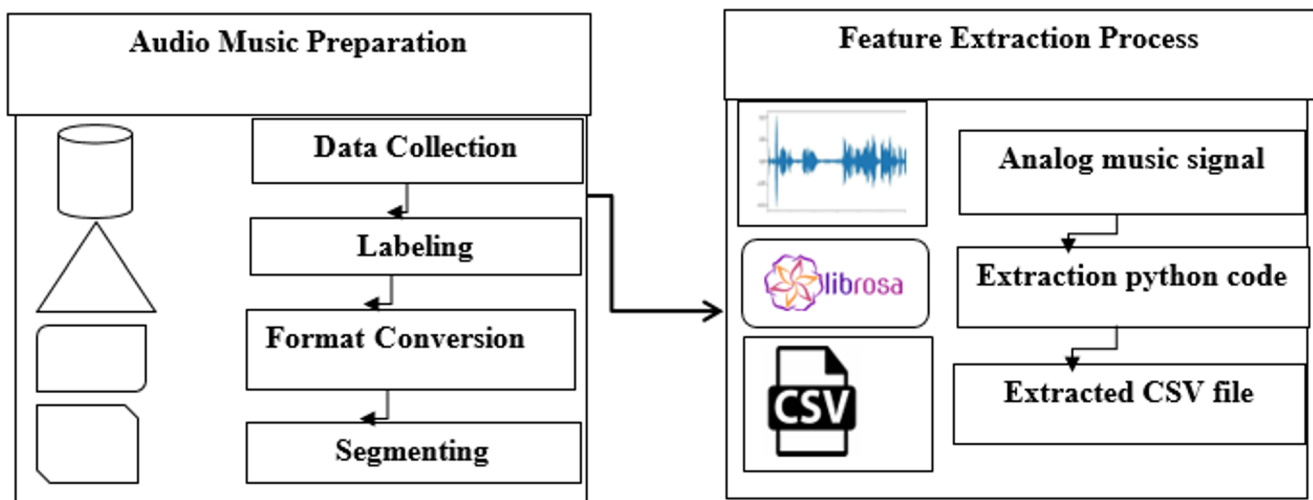 Audio Music Preparation
Data Collection
Labeling
Format Conversion
Segmenting
Feature Extraction Process
Analog music signal
librosa
Extraction python code
CSV
Extracted CSV file